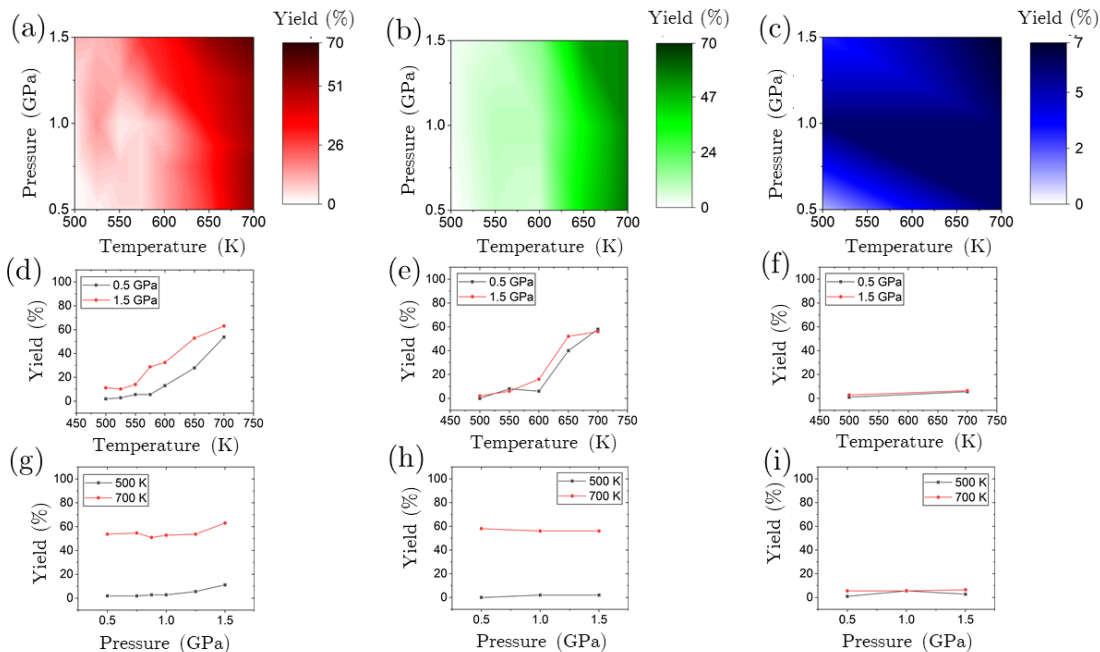 Yield (%)
Yield (%)
Yield (%)
(a)
(b)
(c)
1.5
1.0
0.5
Pressure (GPa)
500 550 600 650 700
Temperature (K)
70
51
26
0
1.5
1.0
0.5
Pressure (GPa)
500 550 600 650 700
Temperature (K)
70
47
24
0
1.5
1.0
0.5
Pressure (GPa)
500 550 600 650 700
Temperature (K)
7
5
2
0
(d)
0.5 GPa
1.5 GPa
100
80
60
40
20
0
Yield (%)
450 500 550 600 650 700 750
Temperature (K)
(e)
0.5 GPa
1.5 GPa
100
80
60
40
20
0
Yield (%)
450 500 550 600 650 700 750
Temperature (K)
(f)
0.5 GPa
1.5 GPa
100
80
60
40
20
0
Yield (%)
450 500 550 600 650 700 750
Temperature (K)
(g)
500 K
700 K
100
80
60
40
20
0
Yield (%)
0.5 1.0 1.5
Pressure (GPa)
(h)
500 K
700 K
100
80
60
40
20
0
Yield (%)
0.5 1.0 1.5
Pressure (GPa)
(i)
500 K
700 K
100
80
60
40
20
0
Yield (%)
0.5 1.0 1.5
Pressure (GPa)